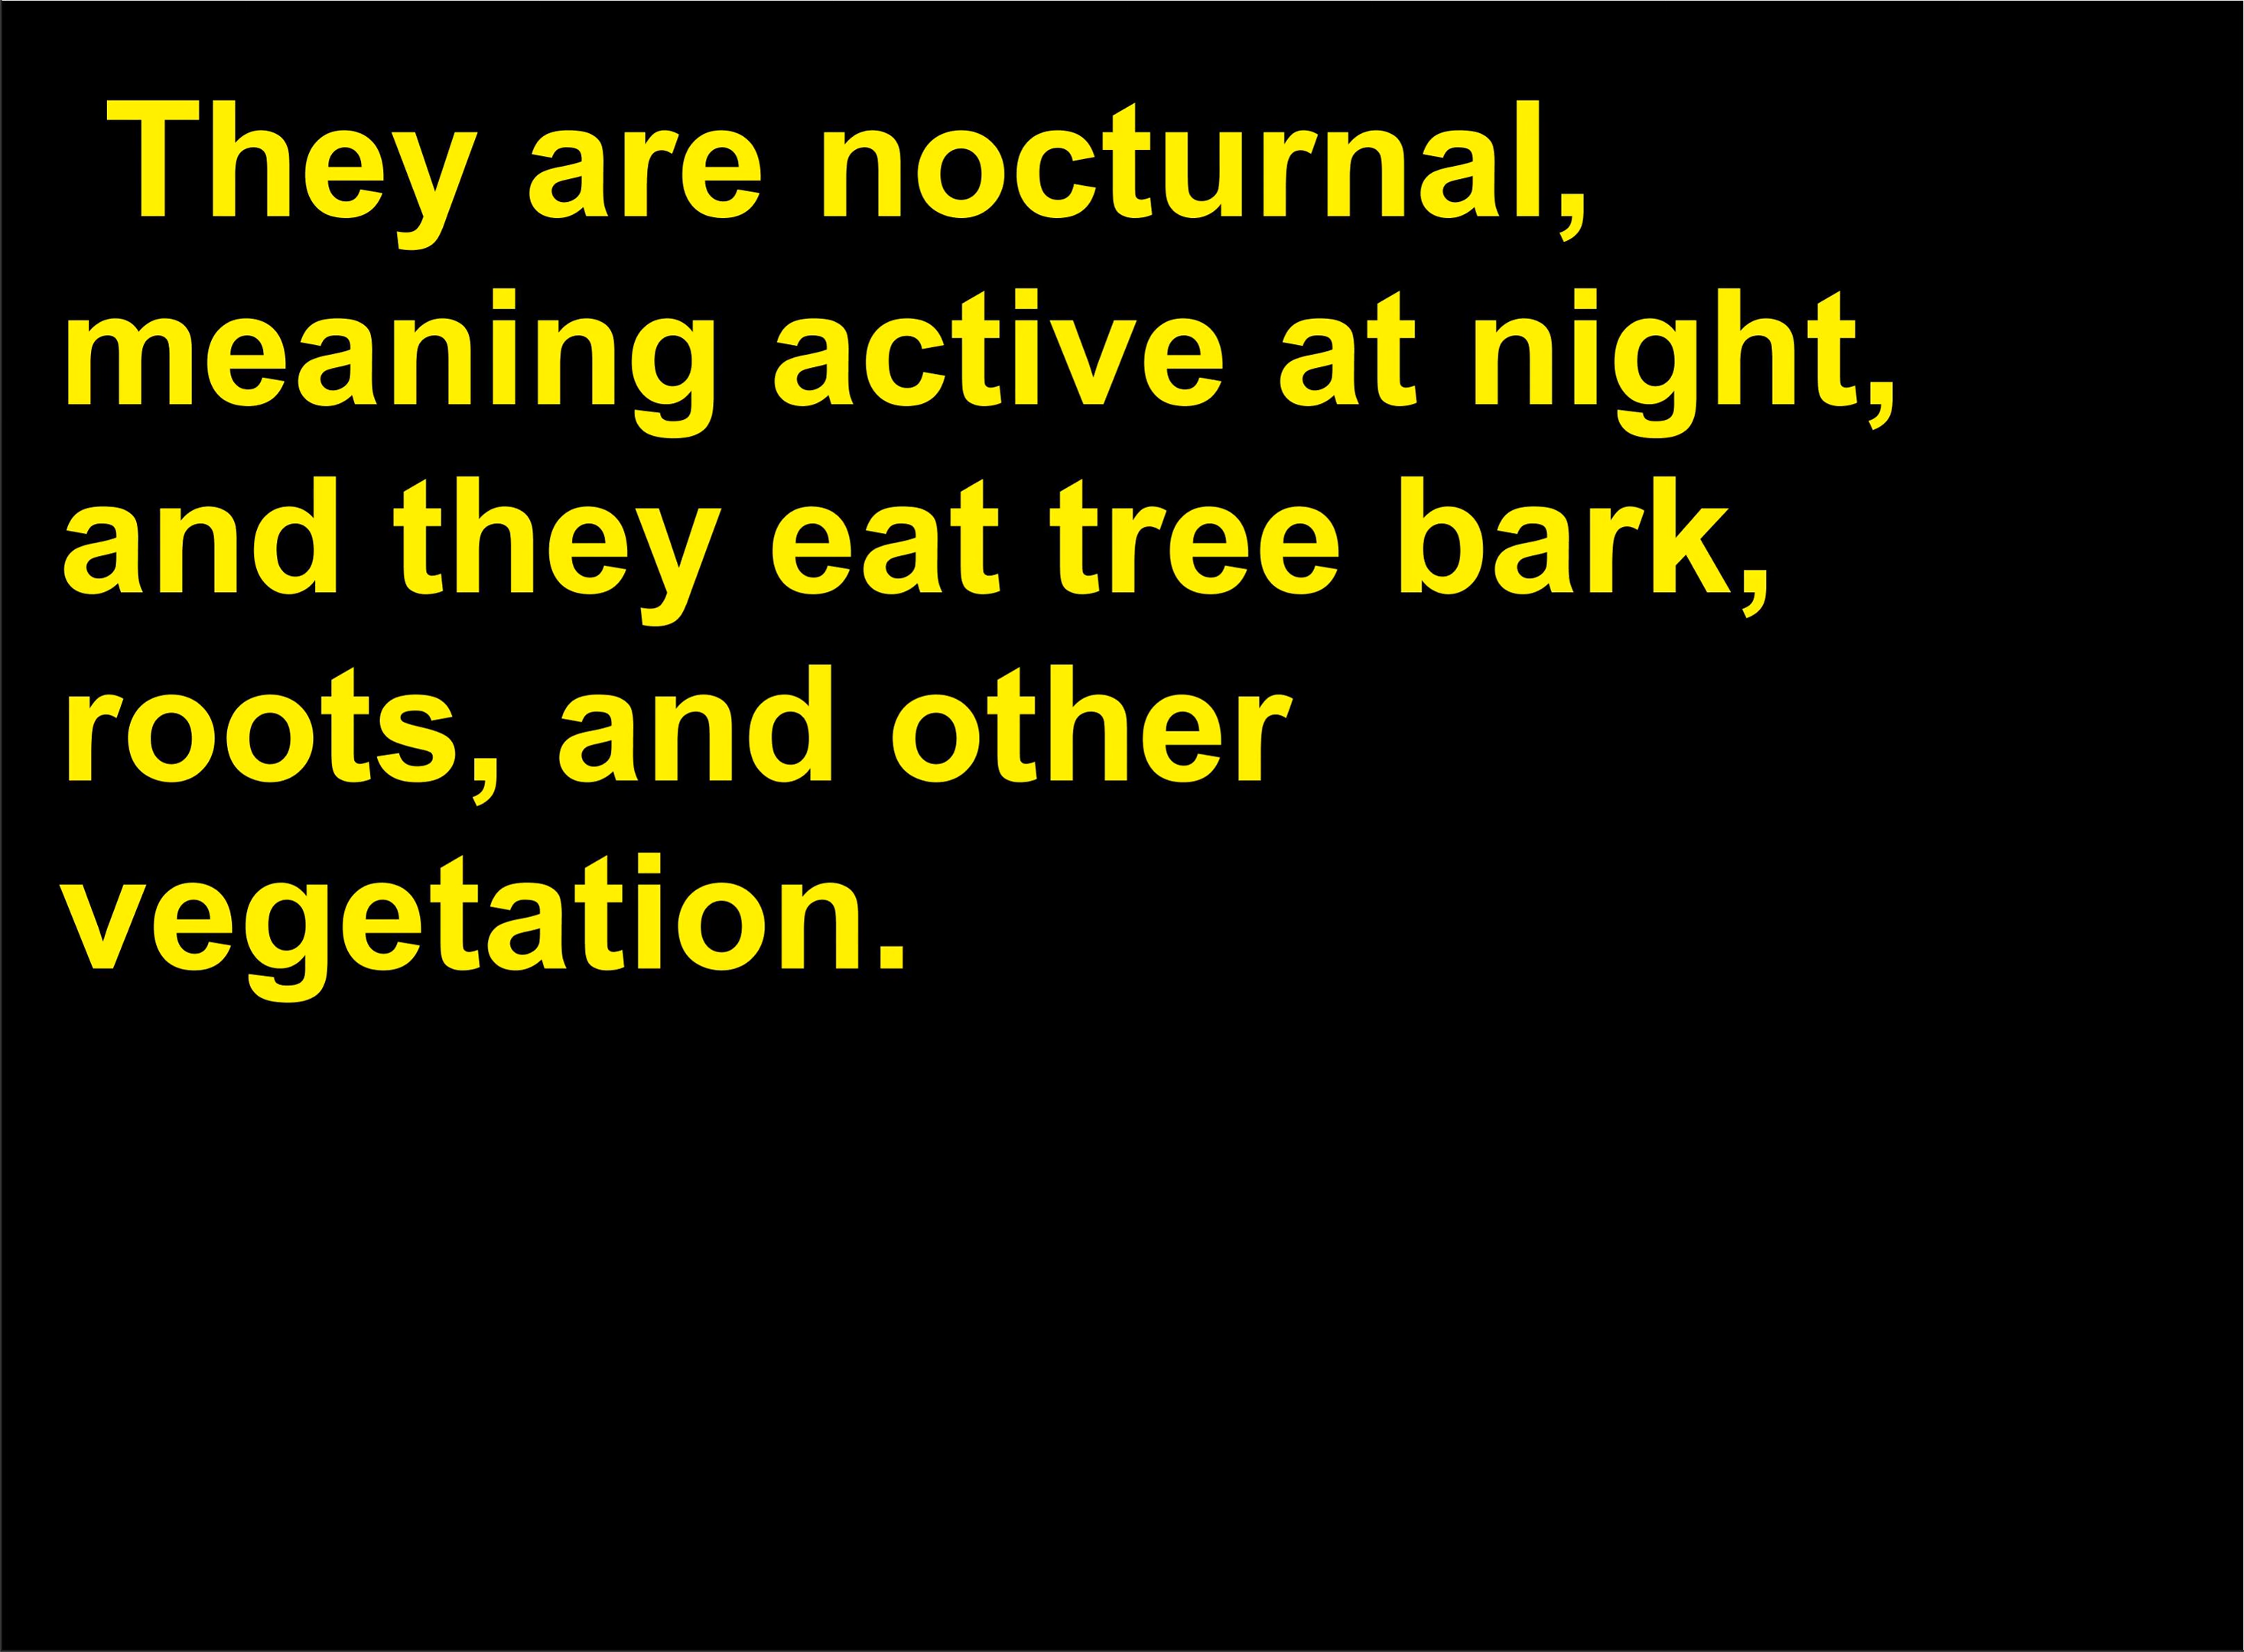 They are nocturnal,
meaning active at night,
and they eat tree bark,
roots, and other
vegetation.